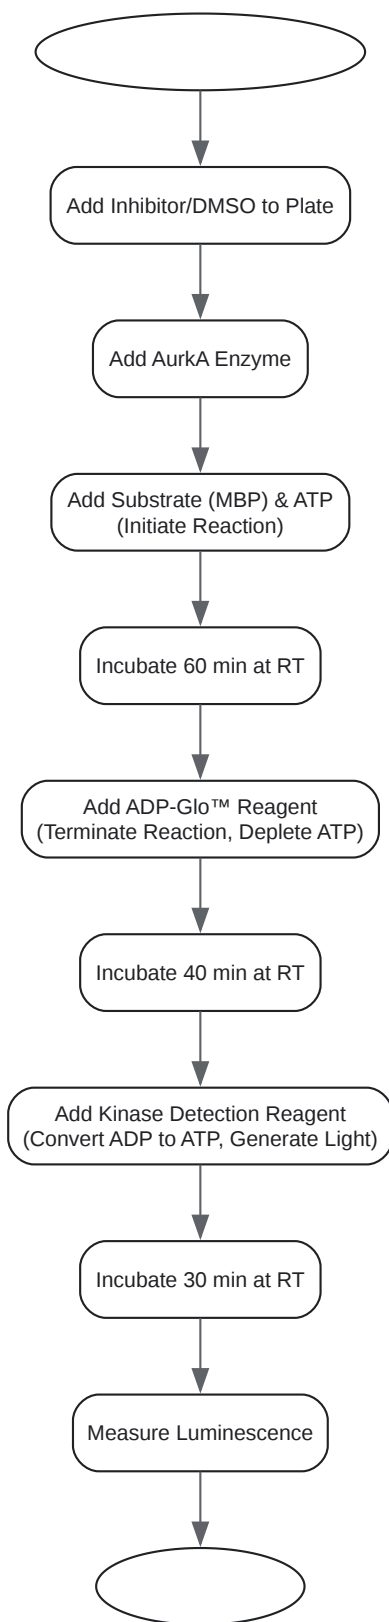 Add Inhibitor/DMSO to Plate
Add AurkA Enzyme
Add Substrate (MBP) & ATP
(Initiate Reaction)
Incubate 60 min at RT
Add ADP-Glo™ Reagent
(Terminate Reaction, Deplete ATP)
Incubate 40 min at RT
Add Kinase Detection Reagent
(Convert ADP to ATP, Generate Light)
Incubate 30 min at RT
Measure Luminescence